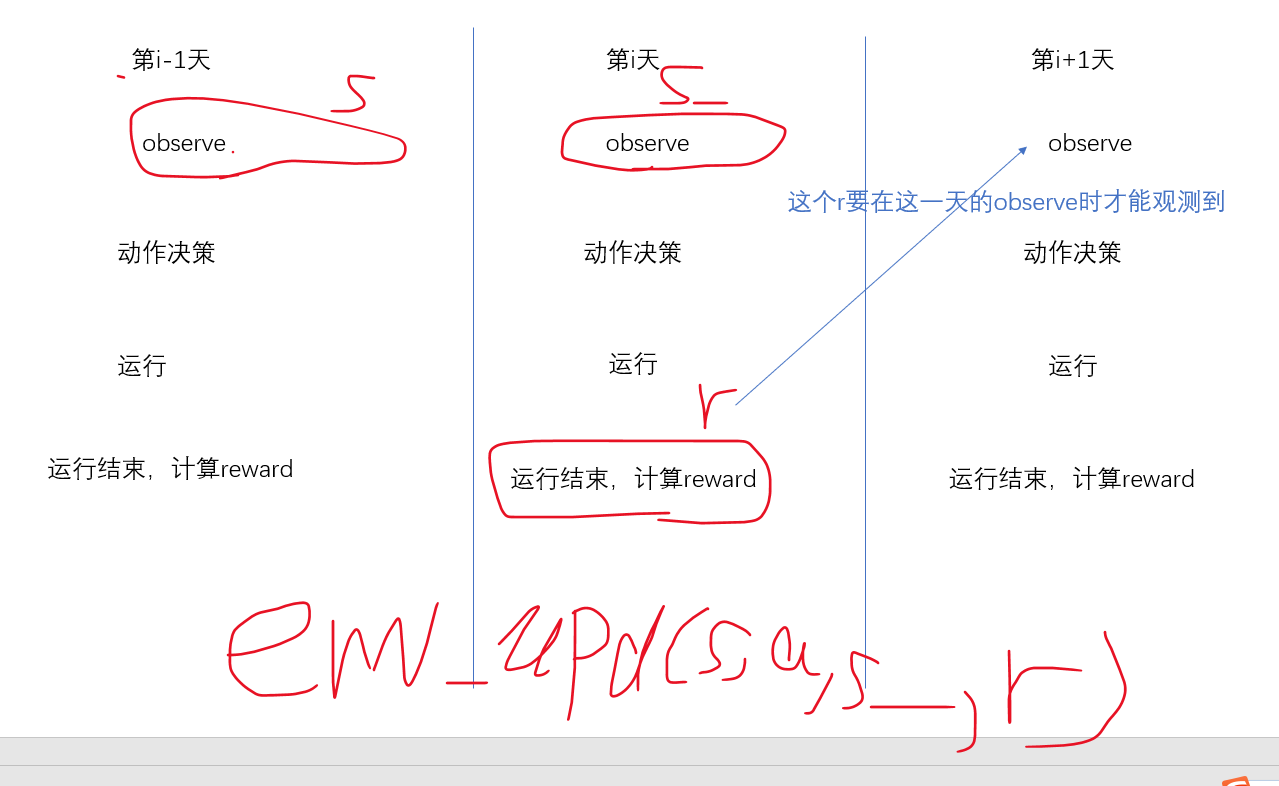 第i-1天
第i天
第i+1天
s
s_
observe
observe
observe
这个r要在这一天的observe时才能观测到
动作决策
动作决策
动作决策
运行
运行
运行
r
运行结束，计算reward
运行结束，计算reward
运行结束，计算reward
env_upd(s,a,s_,r)